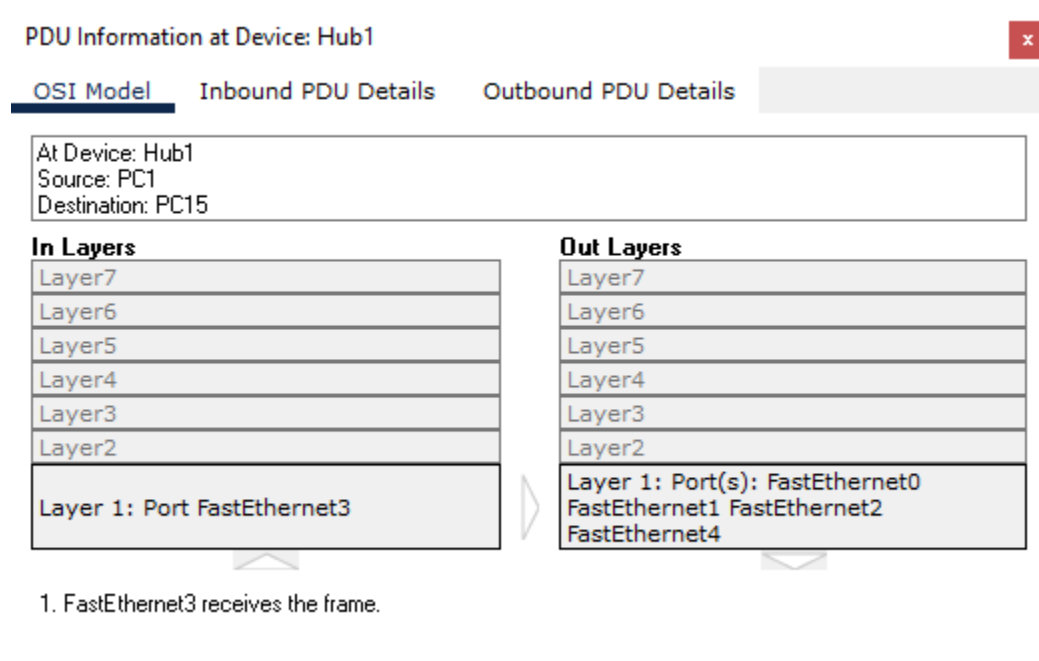 PDU Information at Device: Hub1
x
OSI Model Inbound PDU Details Outbound PDU Details
At Device: Hub1
Source: PC1
Destination: PC15
In Layers
Layer7
Layer6
Layer5
Layer4
Layer3
Layer2
Layer 1: Port FastEthernet3
Out Layers
Layer7
Layer6
Layer5
Layer4
Layer3
Layer2
Layer 1: Port(s): FastEthernet0
FastEthernet1 FastEthernet2
FastEthernet4
1. FastEthernet3 receives the frame.